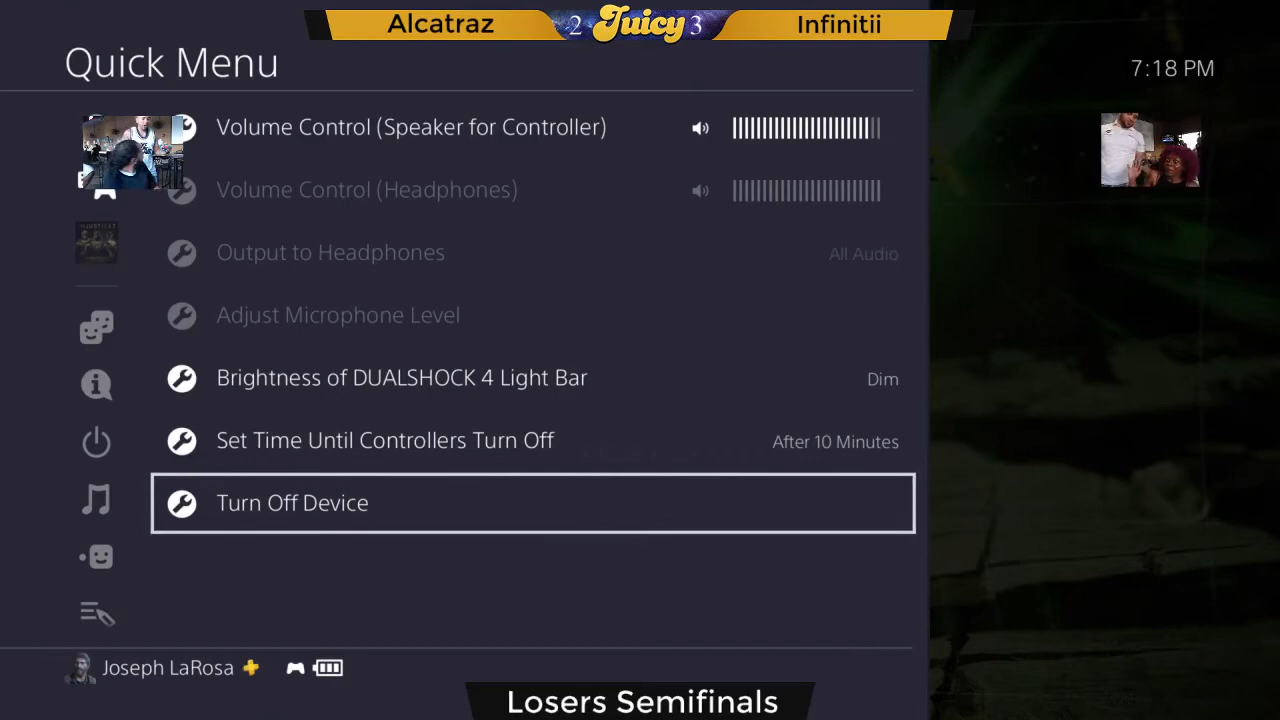 Alcatraz 2 Juicy 3 Infinitii
Quick Menu
7:18 PM
Volume Control (Speaker for Controller)
Volume Control (Headphones)
Output to Headphones All Audio
Adjust Microphone Level
Brightness of DUALSHOCK 4 Light Bar Dim
Set Time Until Controllers Turn Off After 10 Minutes
Turn Off Device
Joseph LaRosa
Losers Semifinals